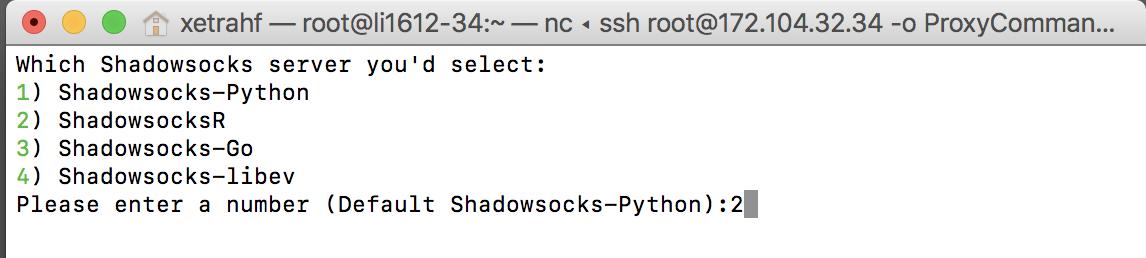 xetrahf — root@li1612-34:~ — nc ◂ ssh root@172.104.32.34 -o ProxyComman...
Which Shadowsocks server you'd select:
1) Shadowsocks-Python
2) ShadowsocksR
3) Shadowsocks-Go
4) Shadowsocks-libev
Please enter a number (Default Shadowsocks-Python):2